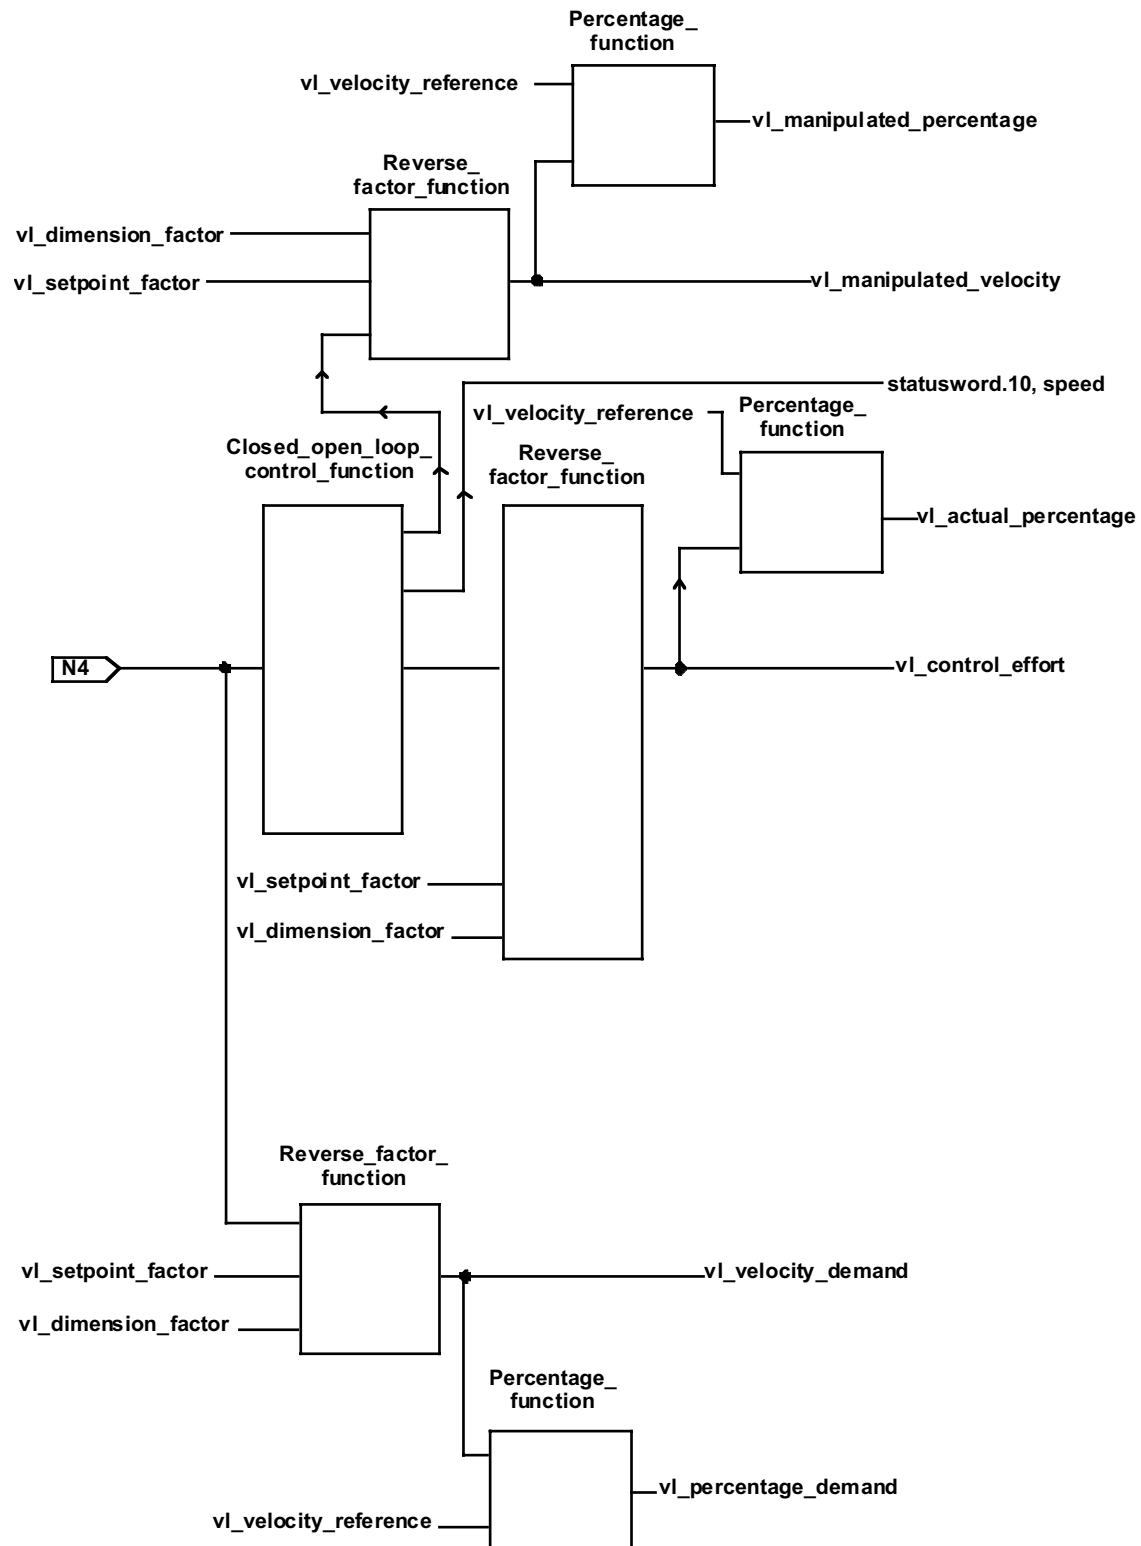 Percentage_
function
vl_velocity_reference
vl_manipulated_percentage
Reverse_
factor_function
vl_dimension_factor
vl_setpoint_factor
vl_manipulated_velocity
statusword.10, speed
vl_velocity_reference
Percentage_
function
Closed_open_loop_
control_function
Reverse_
factor_function
vl_actual_percentage
N4
vl_control_effort
vl_setpoint_factor
vl_dimension_factor
Reverse_factor_
function
vl_setpoint_factor
vl_velocity_demand
vl_dimension_factor
Percentage_
function
vl_percentage_demand
vl_velocity_reference